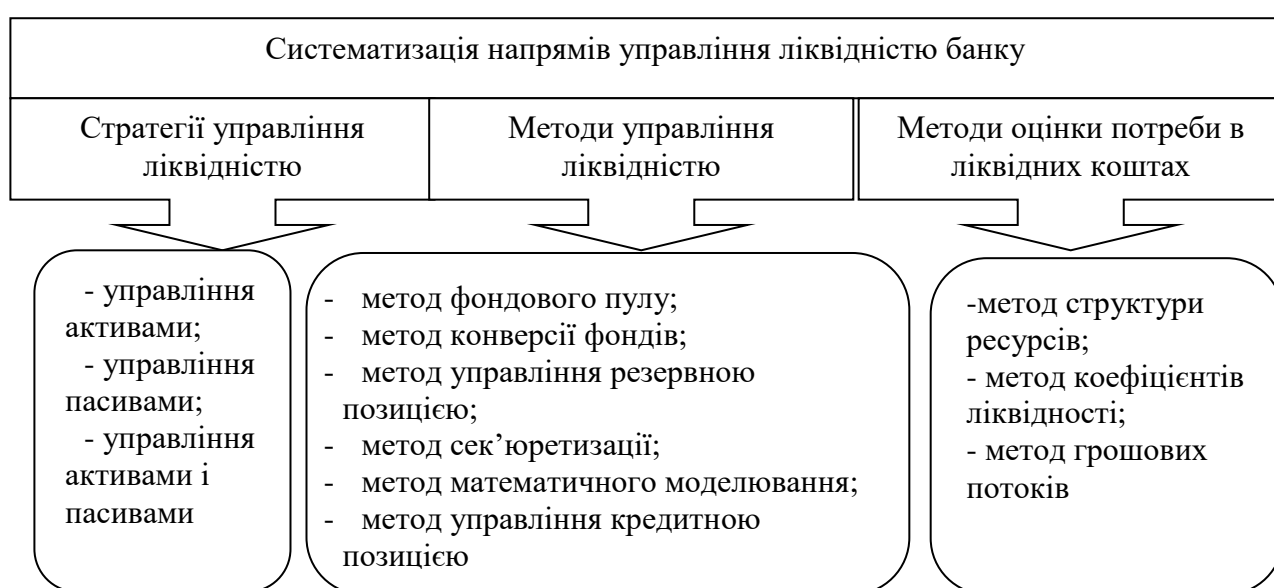 Систематизація напрямів управління ліквідністю банку
Стратегії управління
ліквідністю
Методи управління
ліквідністю
Методи оцінки потреби в
ліквідних коштах
- управління
активами;
- управління
пасивами;
- управління
активами і
пасивами
- метод фондового пулу;
- метод конверсії фондів;
- метод управління резервною
позицією;
- метод сек’юретизації;
- метод математичного моделювання;
- метод управління кредитною
позицією
-метод структури
ресурсів;
- метод коефіцієнтів
ліквідності;
- метод грошових
потоків